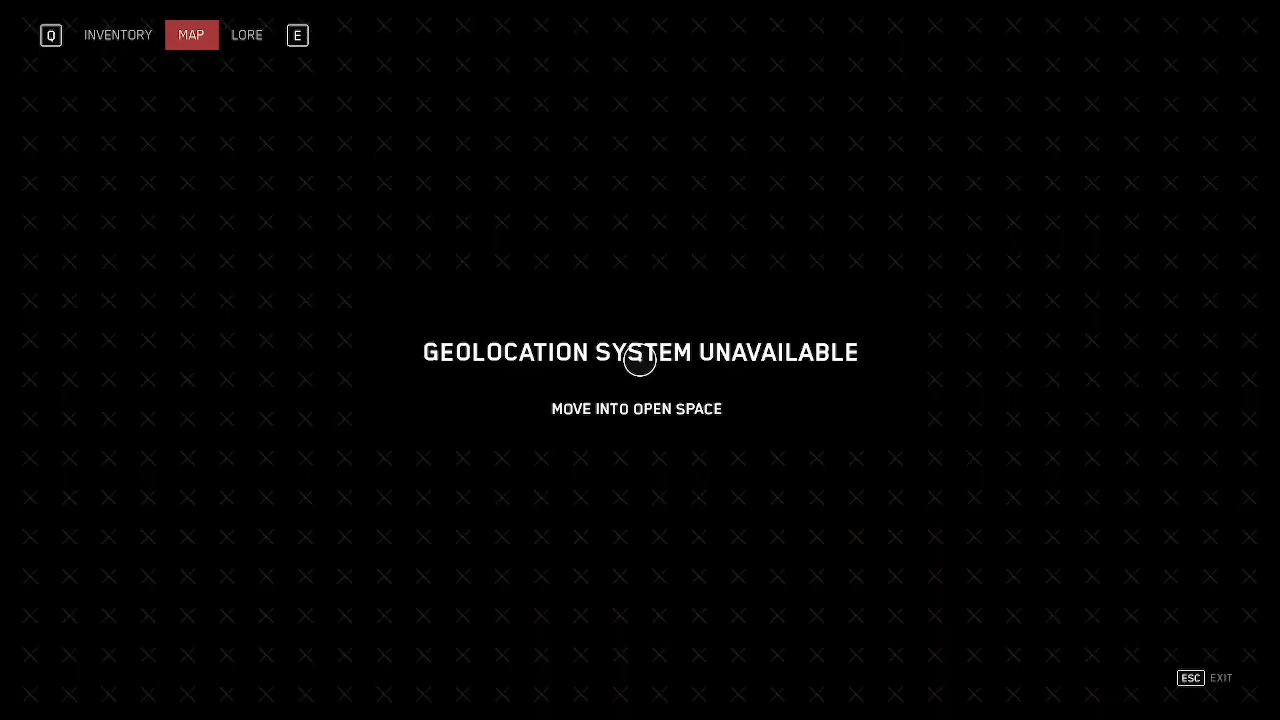 Q INVENTORY MAP LORE E
GEOLOCATION SYSTEM UNAVAILABLE
MOVE INTO OPEN SPACE
ESC EXIT